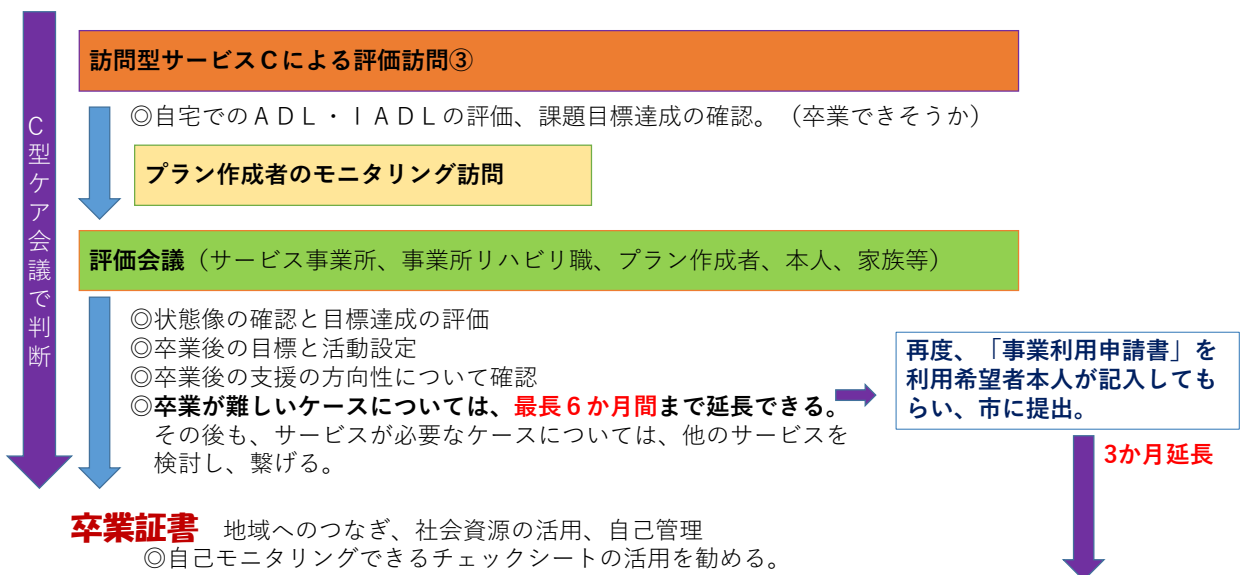 訪問型サービスCによる評価訪問③
◎自宅でのADL・IADLの評価、課題目標達成の確認。(卒業できそうか)
プラン作成者のモニタリング訪問
C型ケア会議で判断
評価会議(サービス事業所、事業所リハビリ職、プラン作成者、本人、家族等)
◎状態像の確認と目標達成の評価
◎卒業後の目標と活動設定
◎卒業後の支援の方向性について確認
◎卒業が難しいケースについては、最長6か月間まで延長できる。
その後も、サービスが必要なケースについては、他のサービスを
検討し、繋げる。
再度、「事業利用申請書」を
利用希望者本人が記入しても
らい、市に提出。
3か月延長
卒業証書 地域へのつなぎ、社会資源の活用、自己管理
◎自己モニタリングできるチェックシートの活用を勧める。